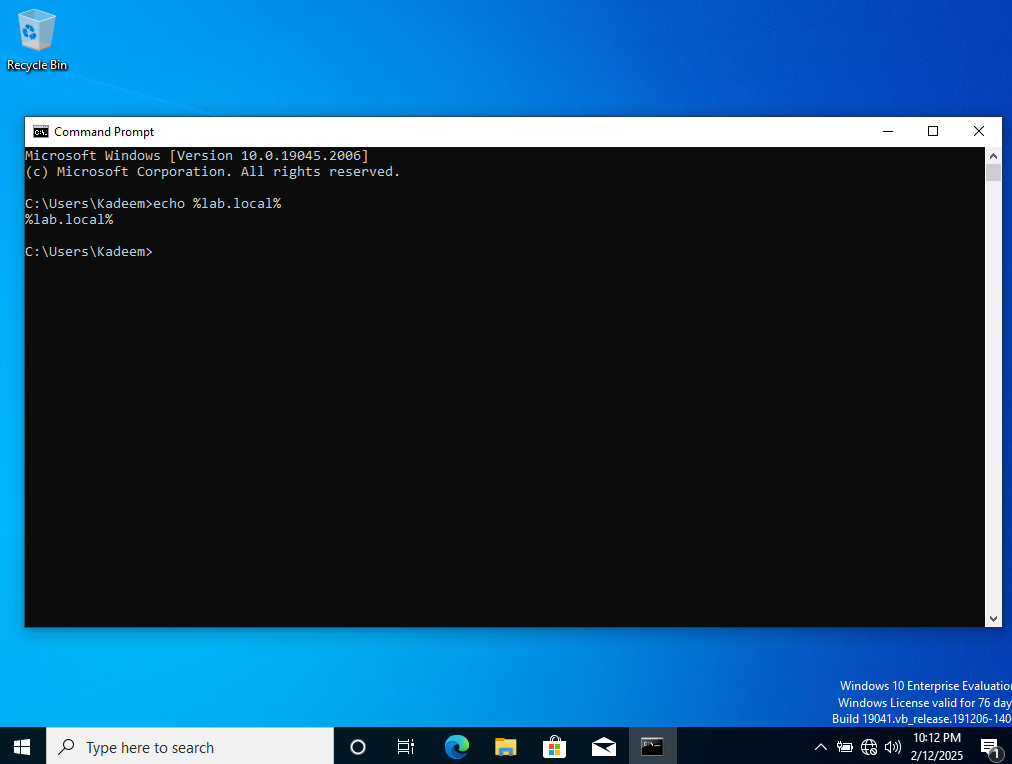 Recycle Bin
Command Prompt
Microsoft Windows [Version 10.0.19045.2006]
(c) Microsoft Corporation. All rights reserved.
C:\Users\Kadeem>echo %lab.local%
%lab.local%
C:\Users\Kadeem>
Windows 10 Enterprise Evaluation
Windows License valid for 76 day
Build 19041.vb_release.191206-140
Type here to search
10:12 PM
2/12/2025
1